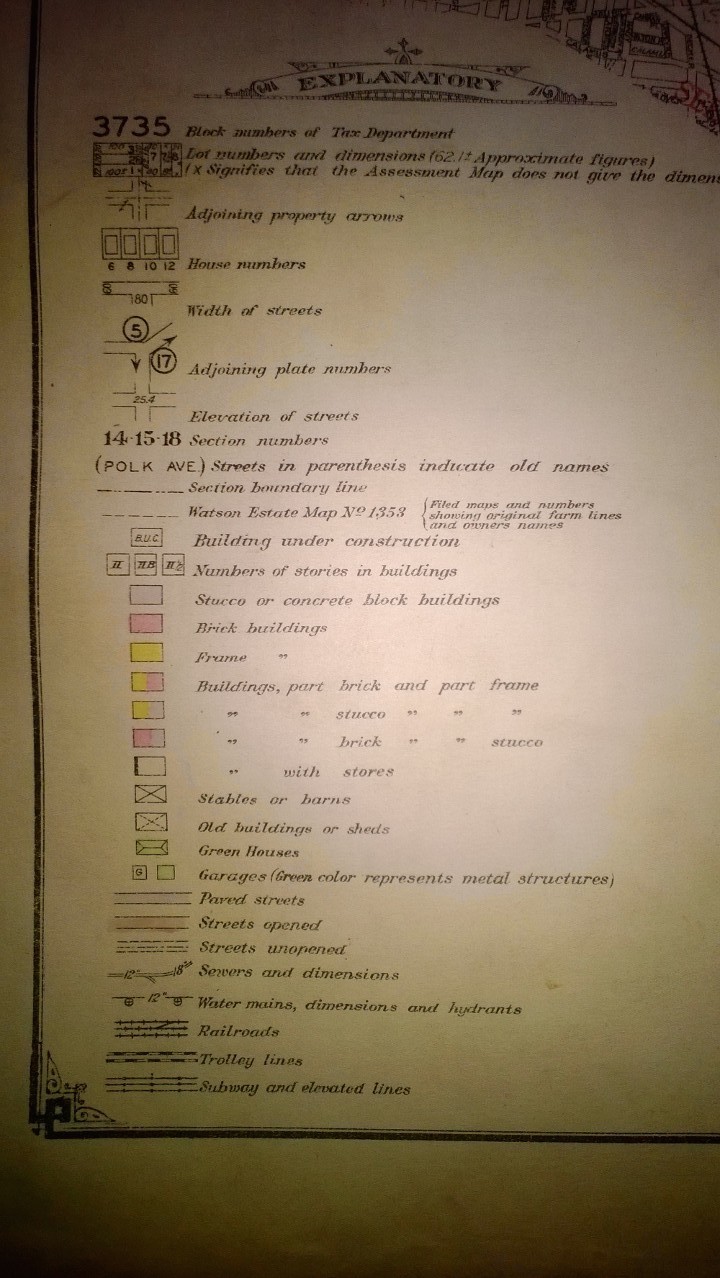 EXPLANATORY
3735 Block numbers of Tax Department
Lot numbers and dimensions (62.1± Approximate figures)
(x Signifies that the Assessment Map does not give the dimens
Adjoining property arrows
6 8 10 12 House numbers
80
Width of streets
5
17
Adjoining plate numbers
25.4
Elevation of streets
14-15-18 Section numbers
(POLK AVE.) Streets in parenthesis indicate old names
Section boundary line
Watson Estate Map Nº 1353 {Filed maps and numbers
showing original farm lines
and owners names
B.U.C. Building under construction
II IIB II½ Numbers of stories in buildings
Stucco or concrete block buildings
Brick buildings
Frame "
Buildings, part brick and part frame
" " stucco " " "
" " brick " " stucco
" with stores
Stables or barns
Old buildings or sheds
Green Houses
G Garages (Green color represents metal structures)
Paved streets
Streets opened
Streets unopened
12" 18" Sewers and dimensions
12" Water mains, dimensions and hydrants
Railroads
Trolley lines
Subway and elevated lines